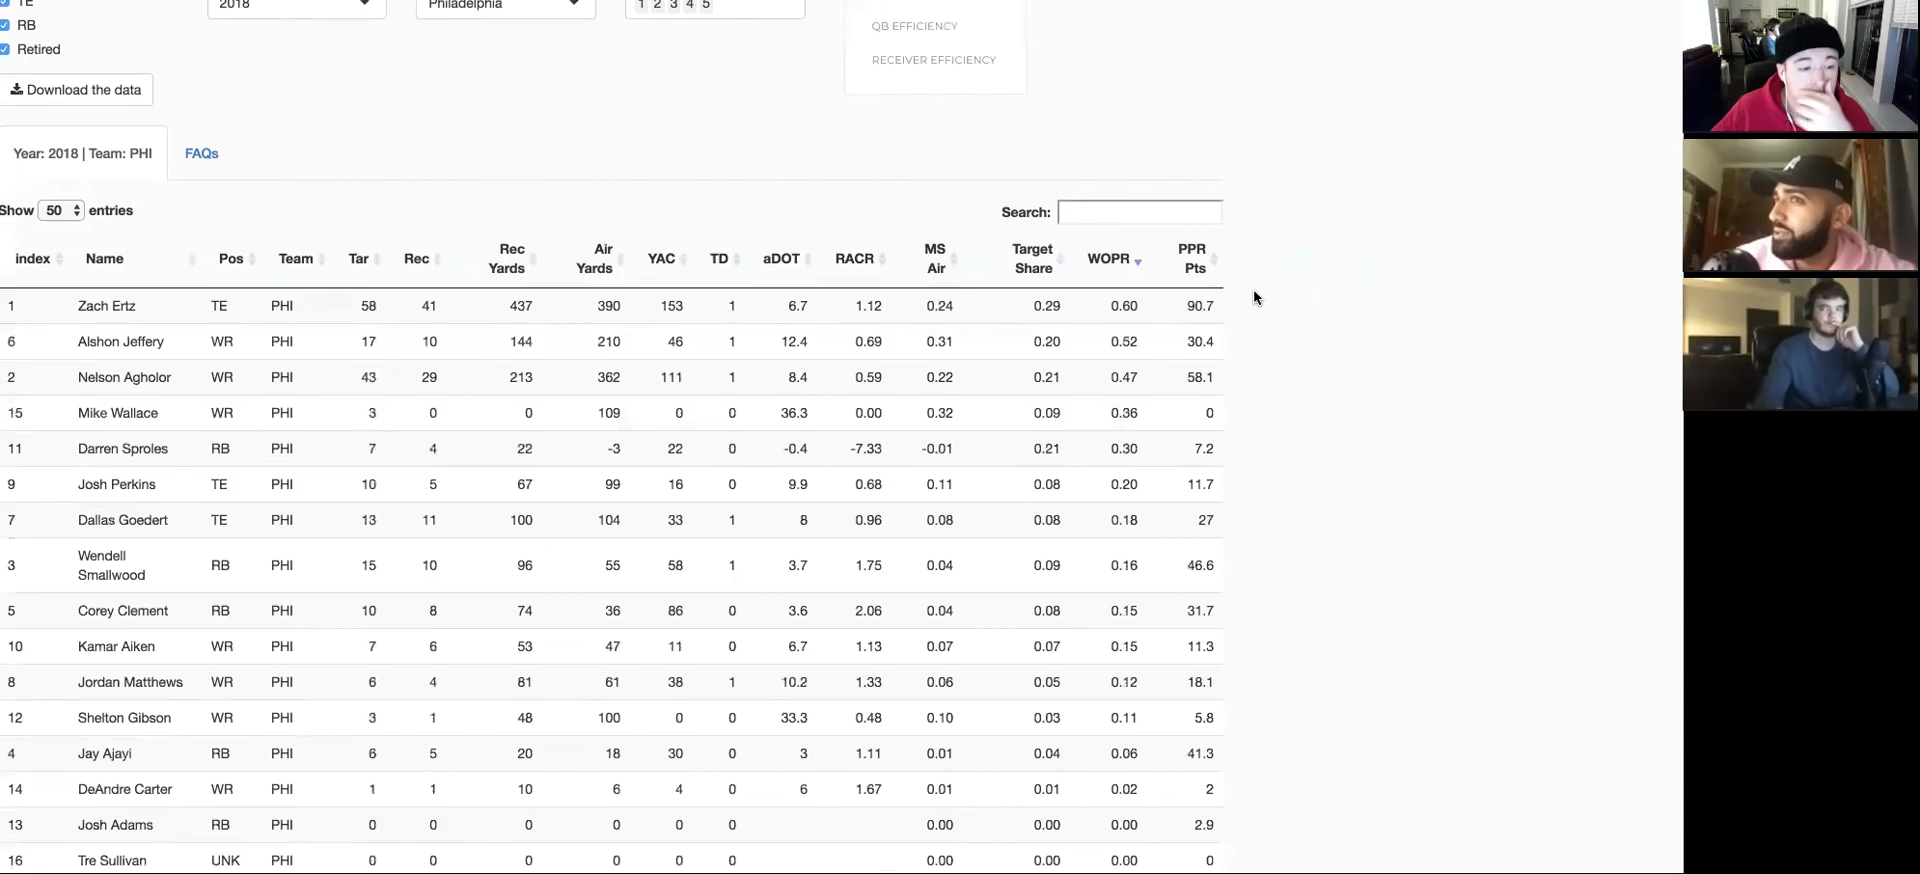 TE
2018
Philadelphia
1 2 3 4 5
RB
QB EFFICIENCY
Retired
RECEIVER EFFICIENCY
Download the data
Year: 2018 | Team: PHI
FAQs
Show 50 entries
Search:
index Name Pos Team Tar Rec Rec Yards Air Yards YAC TD aDOT RACR MS Air Target Share WOPR PPR Pts
1 Zach Ertz TE PHI 58 41 437 390 153 1 6.7 1.12 0.24 0.29 0.60 90.7
6 Alshon Jeffery WR PHI 17 10 144 210 46 1 12.4 0.69 0.31 0.20 0.52 30.4
2 Nelson Agholor WR PHI 43 29 213 362 111 1 8.4 0.59 0.22 0.21 0.47 58.1
15 Mike Wallace WR PHI 3 0 0 109 0 0 36.3 0.00 0.32 0.09 0.36 0
11 Darren Sproles RB PHI 7 4 22 -3 22 0 -0.4 -7.33 -0.01 0.21 0.30 7.2
9 Josh Perkins TE PHI 10 5 67 99 16 0 9.9 0.68 0.11 0.08 0.20 11.7
7 Dallas Goedert TE PHI 13 11 100 104 33 1 8 0.96 0.08 0.08 0.18 27
3 Wendell Smallwood RB PHI 15 10 96 55 58 1 3.7 1.75 0.04 0.09 0.16 46.6
5 Corey Clement RB PHI 10 8 74 36 86 0 3.6 2.06 0.04 0.08 0.15 31.7
10 Kamar Aiken WR PHI 7 6 53 47 11 0 6.7 1.13 0.07 0.07 0.15 11.3
8 Jordan Matthews WR PHI 6 4 81 61 38 1 10.2 1.33 0.06 0.05 0.12 18.1
12 Shelton Gibson WR PHI 3 1 48 100 0 0 33.3 0.48 0.10 0.03 0.11 5.8
4 Jay Ajayi RB PHI 6 5 20 18 30 0 3 1.11 0.01 0.04 0.06 41.3
14 DeAndre Carter WR PHI 1 1 10 6 4 0 6 1.67 0.01 0.01 0.02 2
13 Josh Adams RB PHI 0 0 0 0 0 0 0.00 0.00 0.00 2.9
16 Tre Sullivan UNK PHI 0 0 0 0 0 0 0.00 0.00 0.00 0